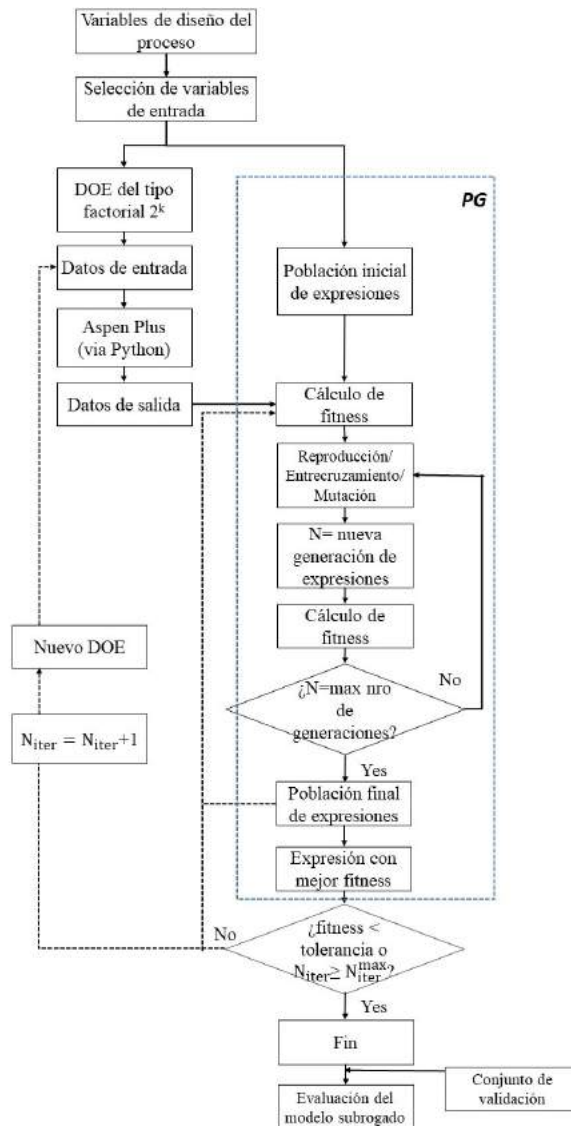 Variables de diseño del
proceso
Selección de variables
de entrada
DOE del tipo
factorial 2ᵏ
Datos de entrada
Aspen Plus
(via Python)
Datos de salida
PG
Población inicial
de expresiones
Cálculo de
fitness
Reproducción/
Entrecruzamiento/
Mutación
N= nueva
generación de
expresiones
Cálculo de
fitness
¿N=max nro
de
generaciones?
No
Yes
Población final
de expresiones
Expresión con
mejor fitness
Nuevo DOE
N_iter = N_iter+1
No
¿fitness <
tolerancia o
N_iter ≥ N_iter^max?
Yes
Fin
Conjunto de
validación
Evaluación del
modelo subrogado